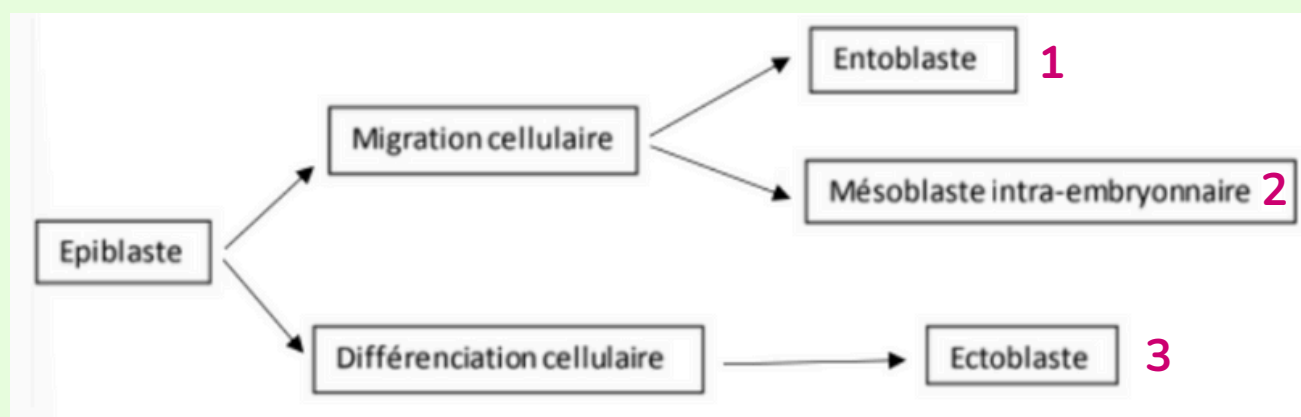 Entoblaste 1
Migration cellulaire
Mésoblaste intra-embryonnaire 2
Epiblaste
Différenciation cellulaire
Ectoblaste 3